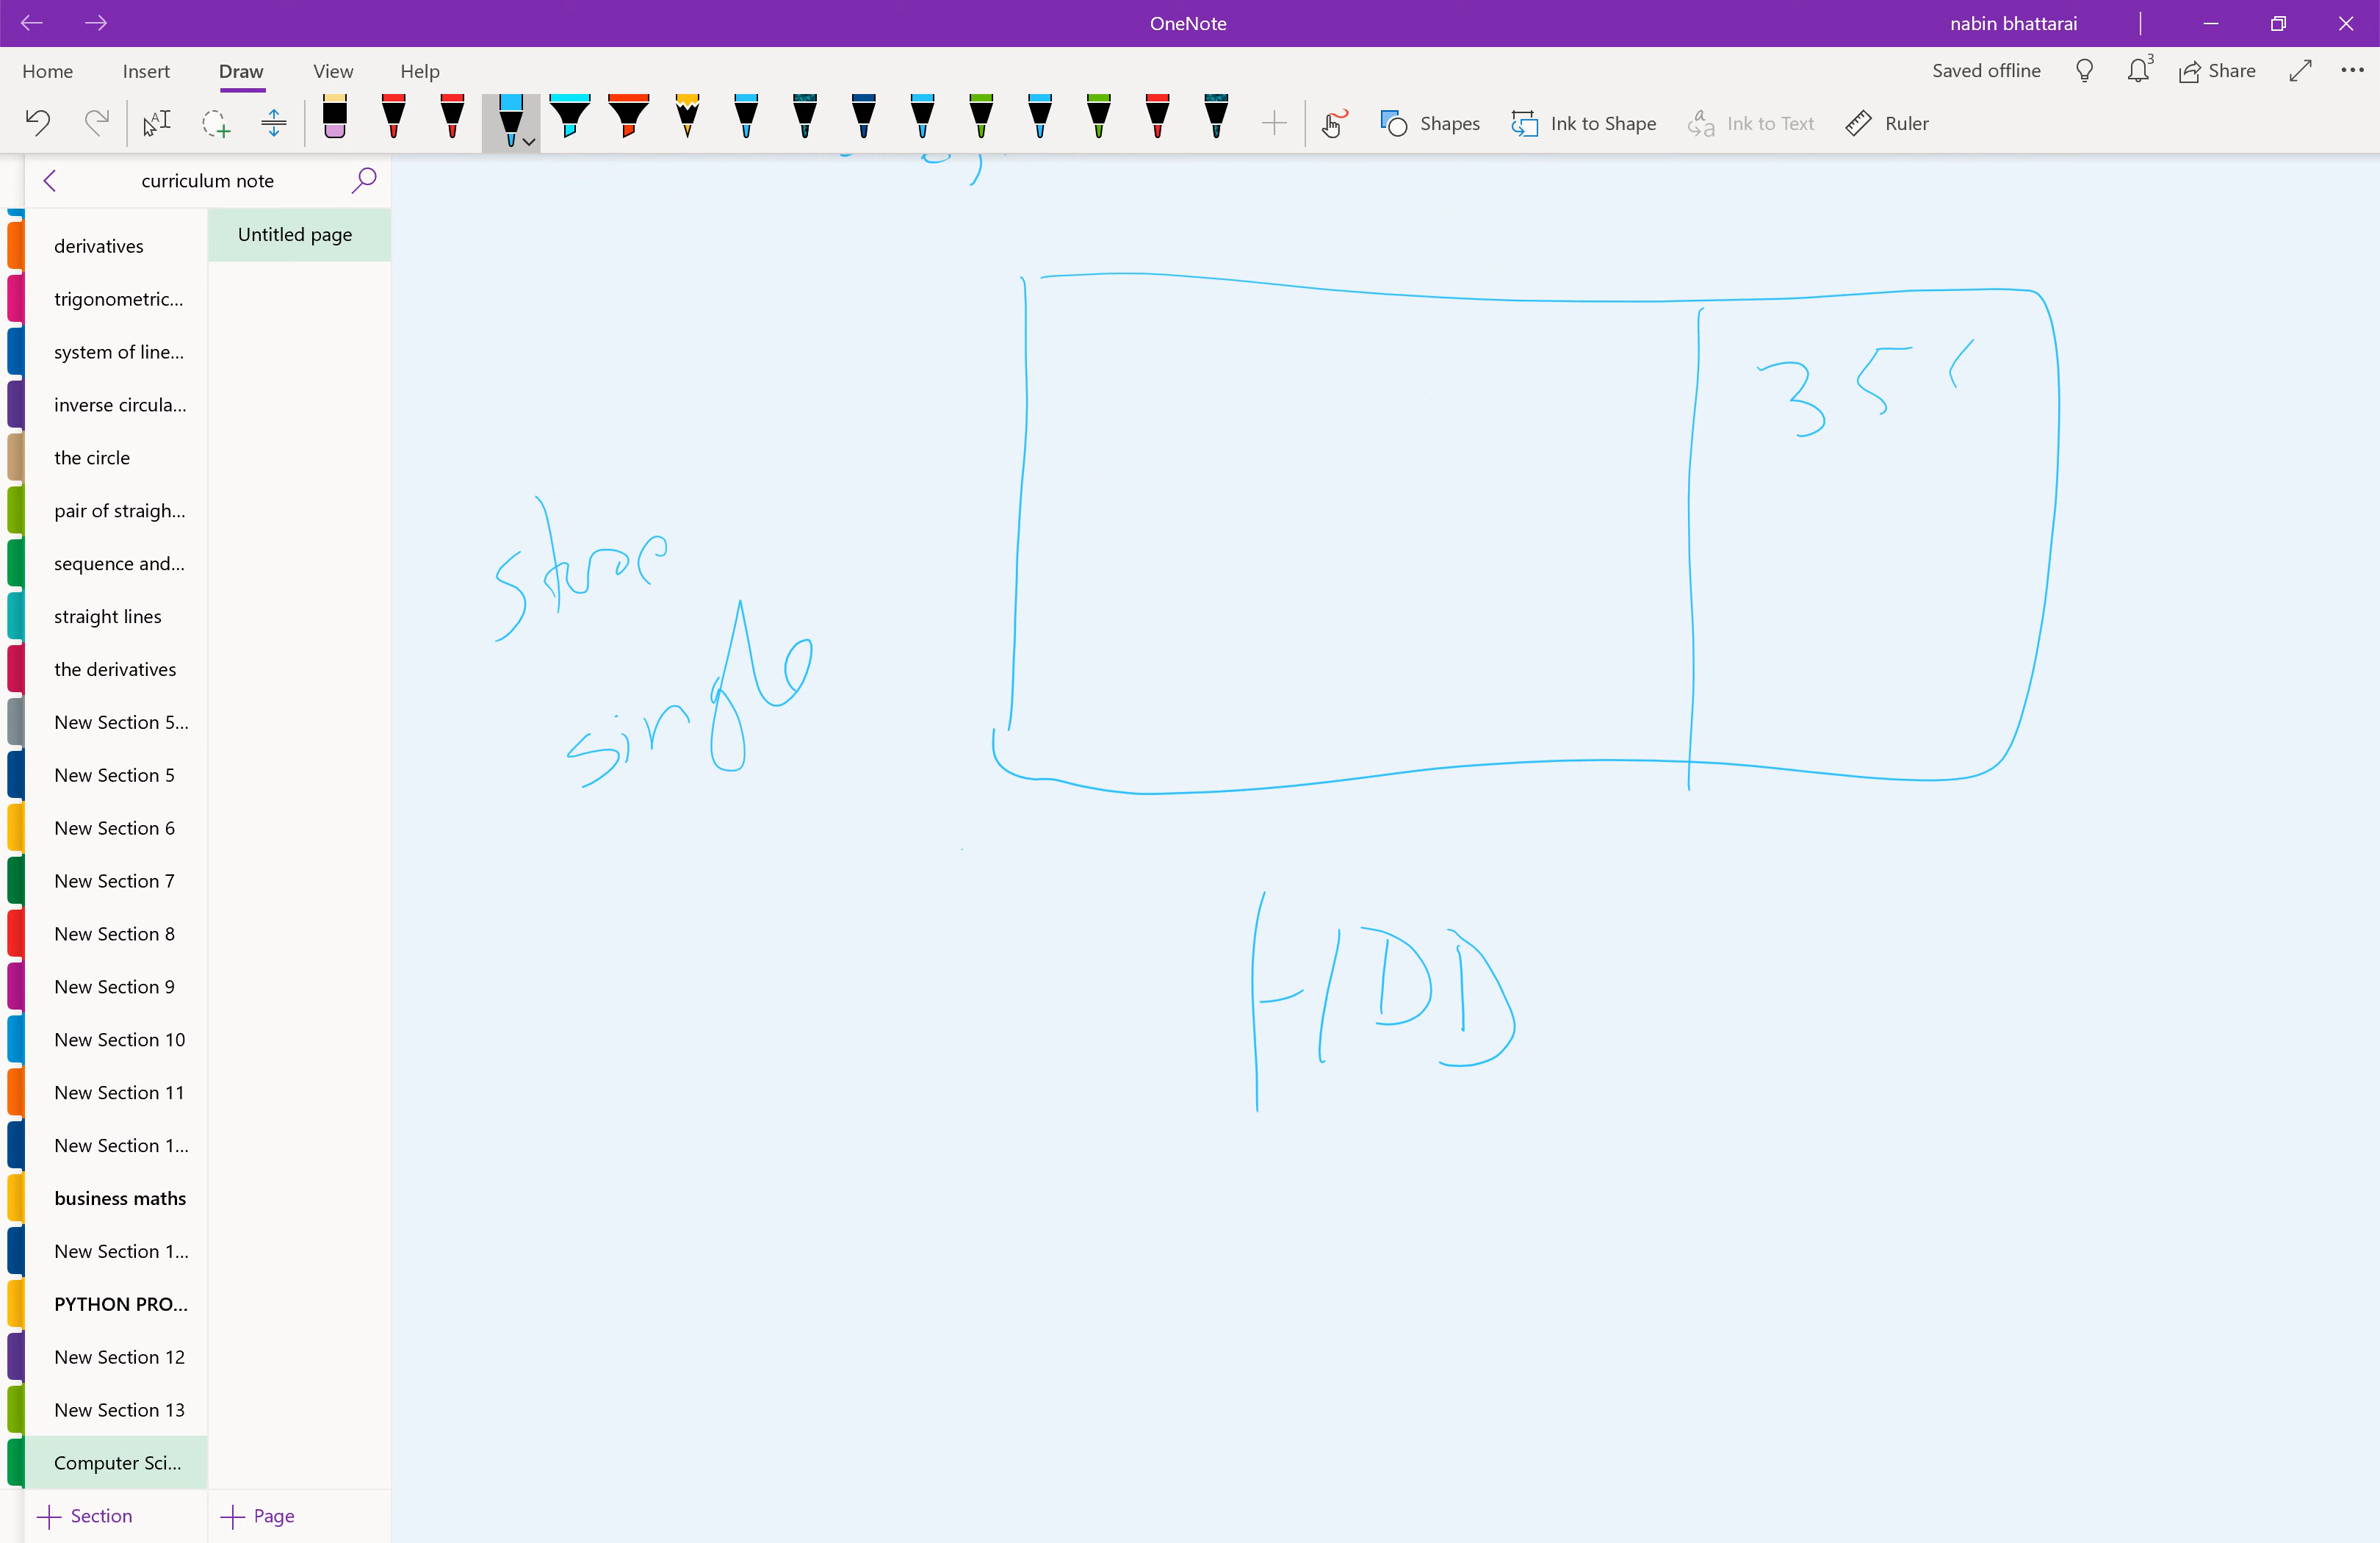 OneNote
nabin bhattarai
Home Insert Draw View Help
Saved offline
3
Share
Shapes
Ink to Shape
Ink to Text
Ruler
curriculum note
Untitled page
derivatives
trigonometric...
system of line...
inverse circula...
the circle
pair of straigh...
sequence and...
straight lines
the derivatives
New Section 5...
New Section 5
New Section 6
New Section 7
New Section 8
New Section 9
New Section 10
New Section 11
New Section 1...
business maths
New Section 1...
PYTHON PRO...
New Section 12
New Section 13
Computer Sci...
Section
Page
35
single
HDD